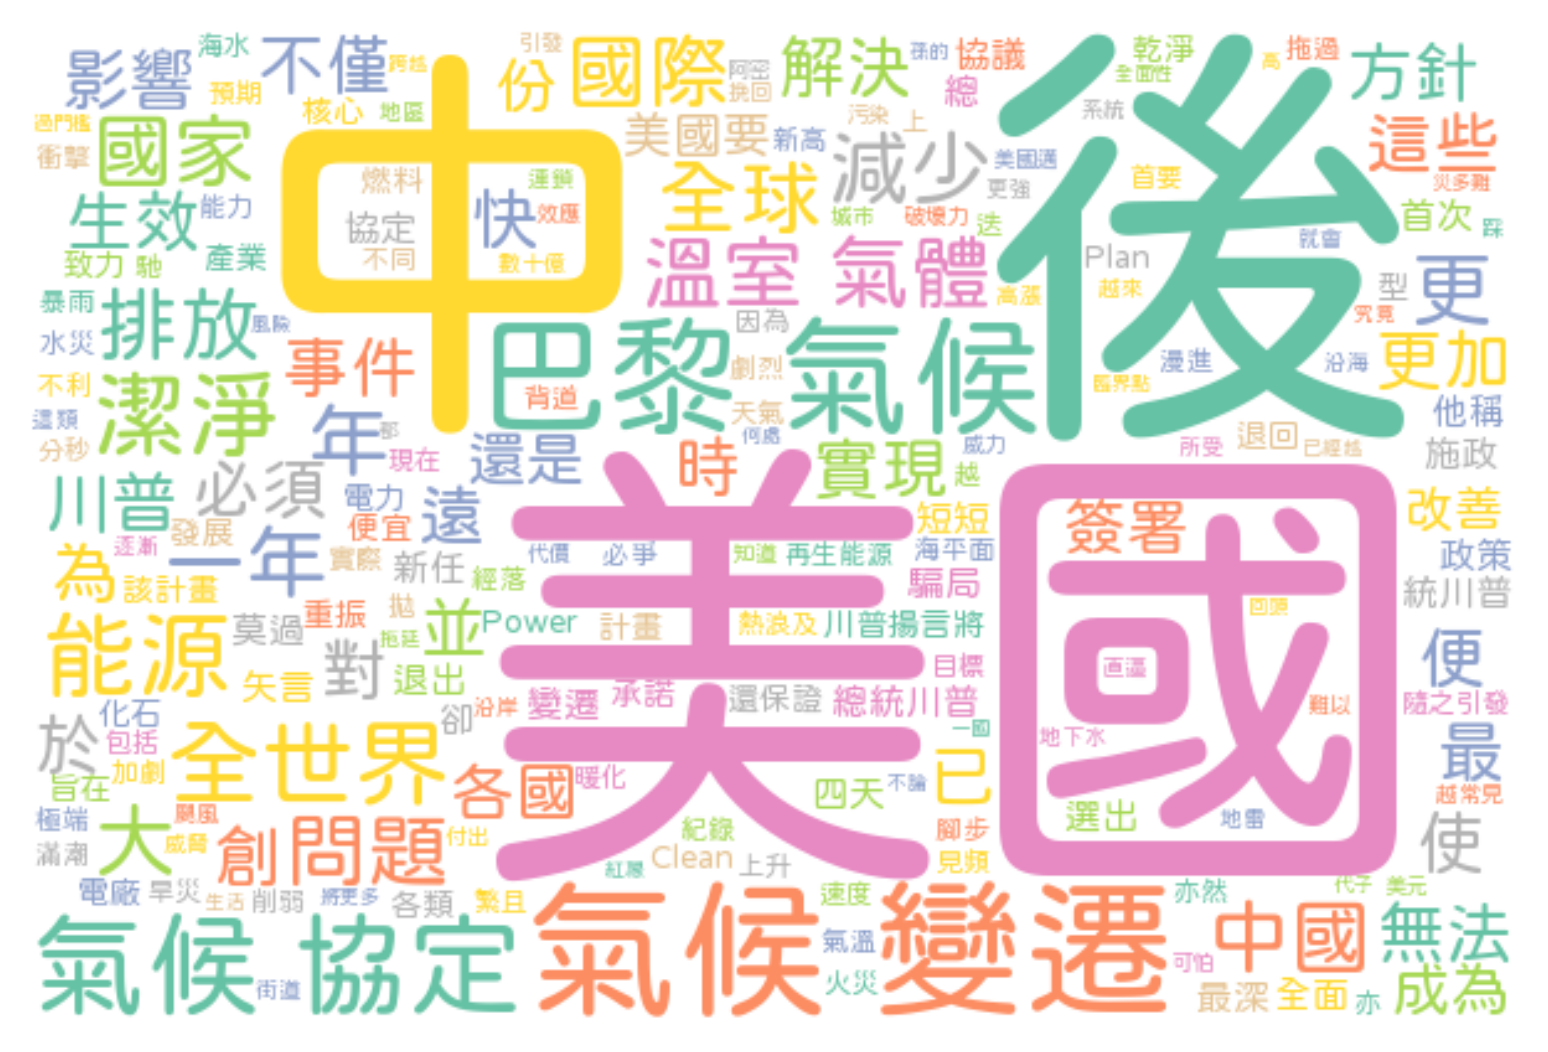 影響
海水
不僅
跨越
引發
份
國際
阿密
挽回
解決
孫的
協議
總
後
乾淨
全面性
高
拖過
方針
預期
核心
地區
中
過門檻
衝擊
國家
美國要
新高
污染
上
減少
美國邁
更強
系統
這些
災多難
燃料
連鎖
協定
快
效應
不同
數十億
全球
城市
破壞力
迭
首要
首次
踩
生效
能力
就會
致力
馳
產業
溫室 氣體
高漲
Plan
越來
型
更
暴雨
排放
風險
水災
事件
因為
究竟
巴黎 氣候
劇烈
漫進
沿海
更加
不利
潔淨
背道
臨界點
這類
年
那
天氣
何處
他稱
分秒
現在
還是
時
實現
威力
越
所受
退回
已經越
施政
川普
必須
電力
遠
便宜
美國
短短
簽署
改善
發展
逐漸
一年
實際
新任
代價
必爭
知道
再生能源
海平面
政策
為
該計畫
經落
騙局
統川普
重振
拋
莫過
拖延
並
Power
計畫
熱浪及
川普揚言將
回頭
能源
對
退出
目標
直逼
便
矢言
沿岸
變遷
承諾
還保證
總統川普
難以
隨之引發
於
化石
包括
卻
一國
地下水
旨在
加劇
全世界
各國
暖化
四天
不論
已
最
越常見
極端
大
颶風
威爾
創
問題
付出
紀錄
腳步
選出
地雷
使
滿潮
紅屋
Clean
上升
見頻
電廠
旱災
生活
削弱
將更多
各類
繁且
速度
亦然
代子
美元
氣候 協定
街道
氣候 變遷
氣溫
火災
可怕
中國
無法
最深
全面
亦
成為